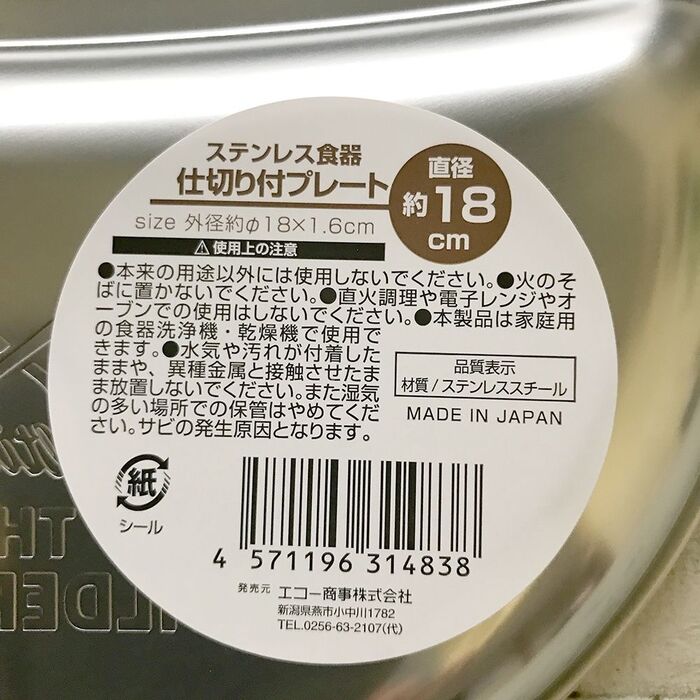 ステンレス食器
仕切り付プレート
直径
約18
cm
size 外径約φ18×1.6cm
⚠使用上の注意
●本来の用途以外には使用しないでください。●火のそ
ばに置かないでください。●直火調理や電子レンジやオ
ーブンでの使用はしないでください。●本製品は家庭用
の食器洗浄機・乾燥機で使用で
きます。●水気や汚れが付着した
ままや、異種金属と接触させたま
ま放置しないでください。また湿気
の多い場所での保管はやめてくだ
さい。サビの発生原因となります。
品質表示
材質/ステンレススチール
MADE IN JAPAN
紙
シール
4 571196 314838
発売元 エコー商事株式会社
新潟県燕市小中川1782
TEL.0256-63-2107(代)
TH
ILDER